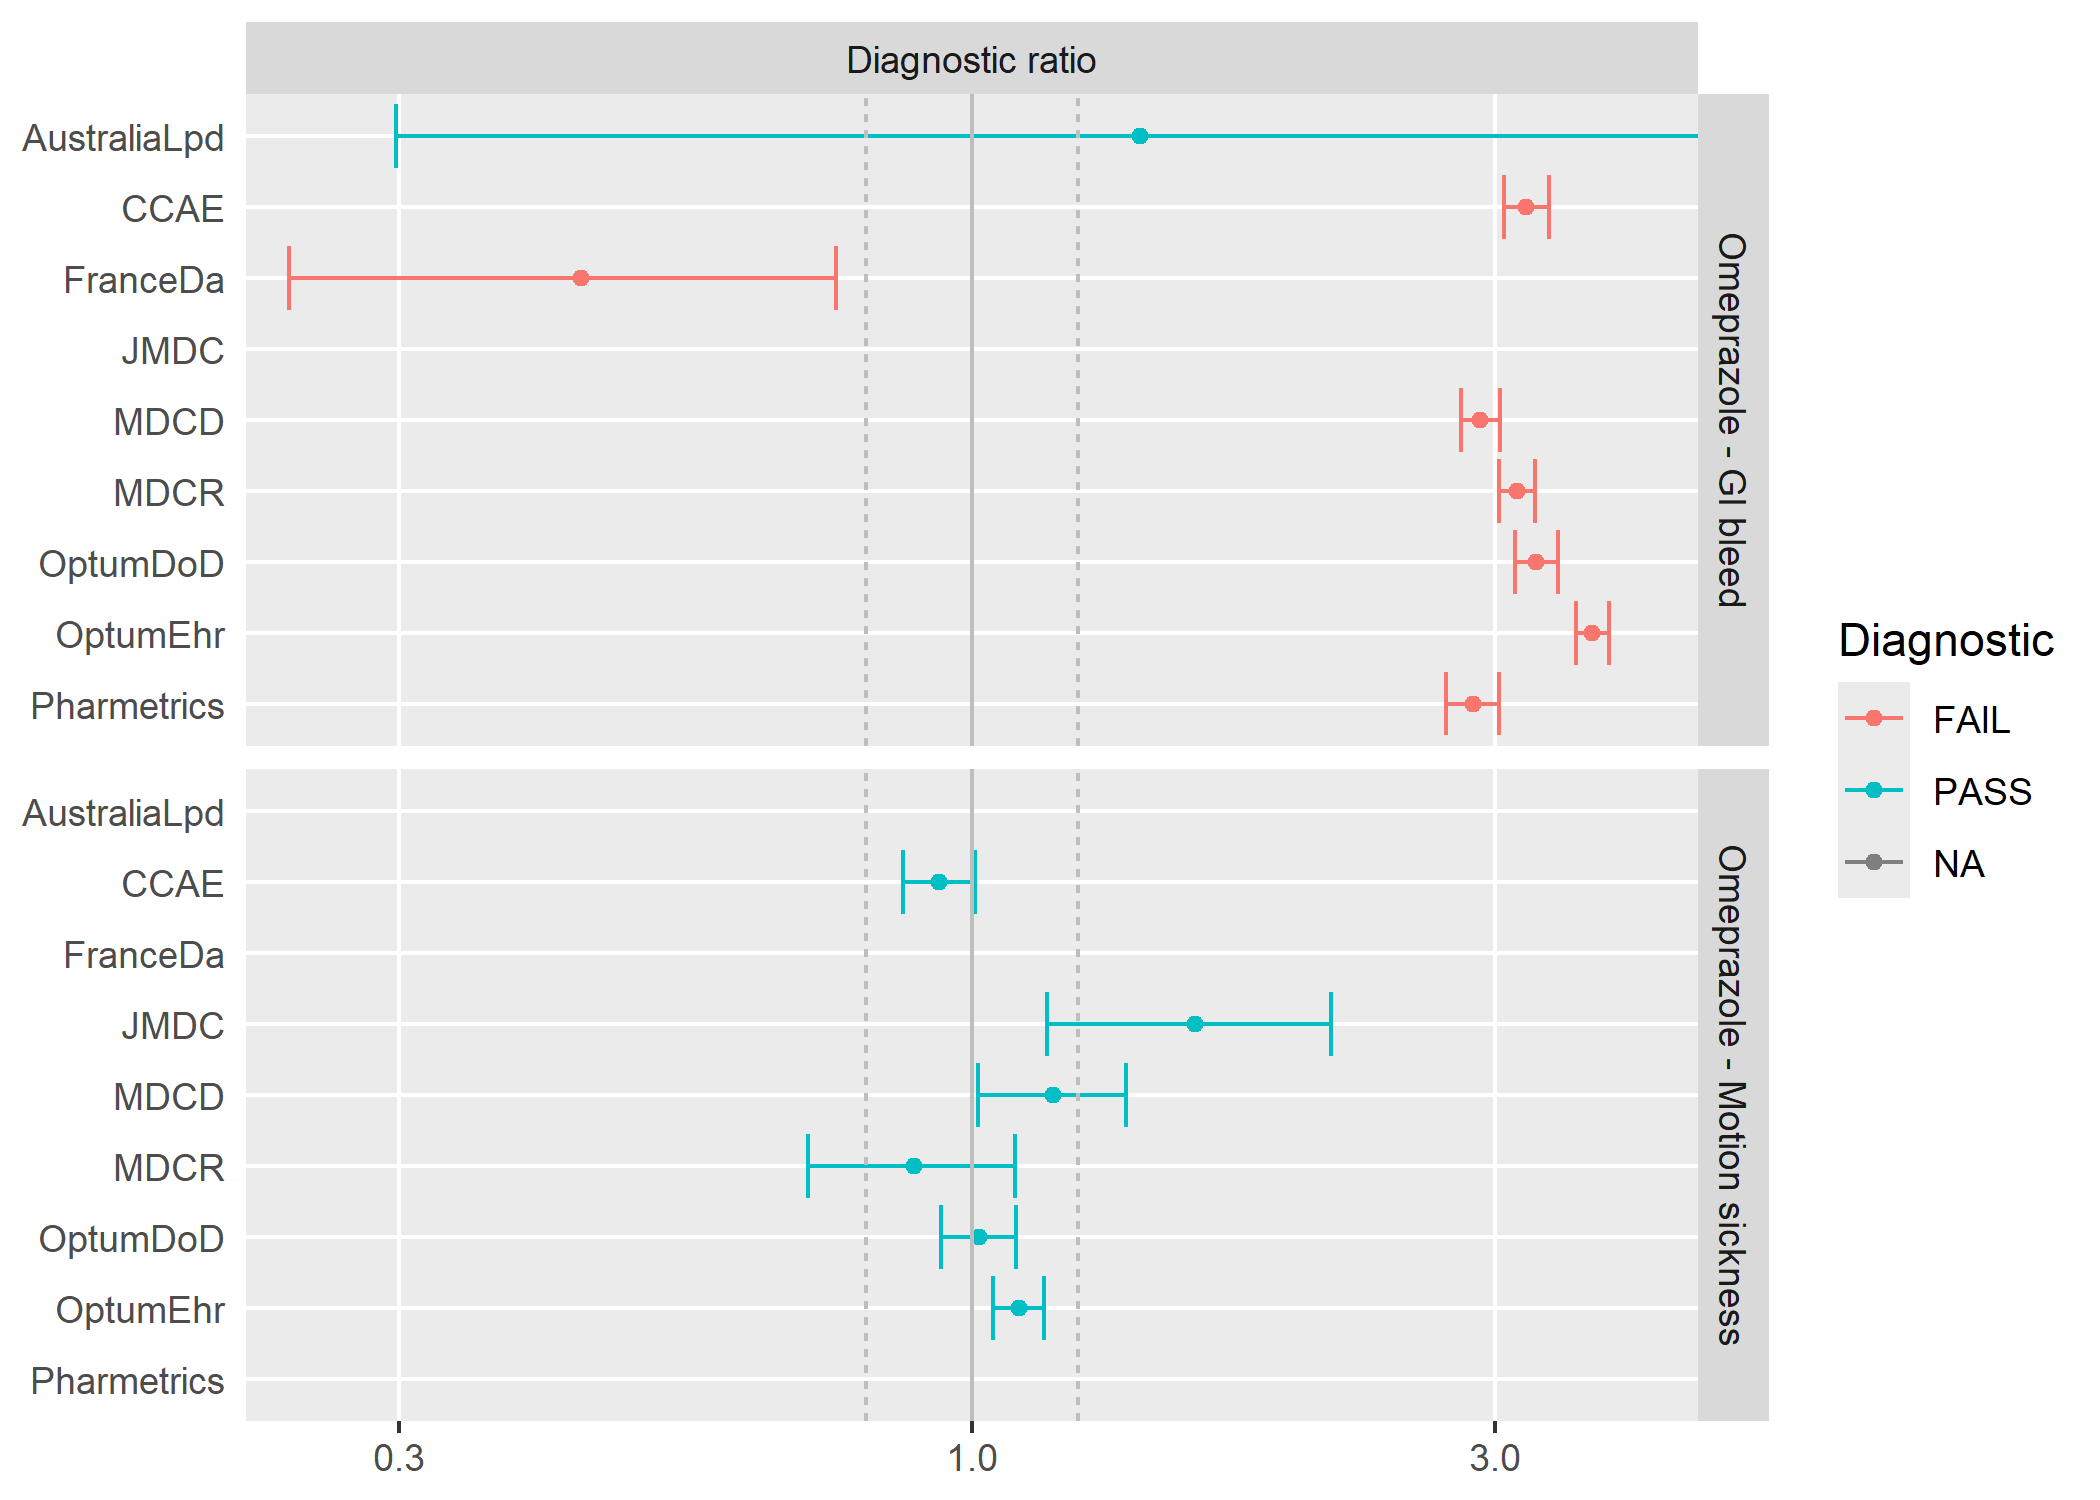 Diagnostic ratio
AustraliaLpd
CCAE
FranceDa
JMDC
MDCD
MDCR
OptumDoD
OptumEhr
Pharmetrics
Omeprazole - GI bleed
AustraliaLpd
CCAE
FranceDa
JMDC
MDCD
MDCR
OptumDoD
OptumEhr
Pharmetrics
Omeprazole - Motion sickness
0.3
1.0
3.0
Diagnostic
FAIL
PASS
NA